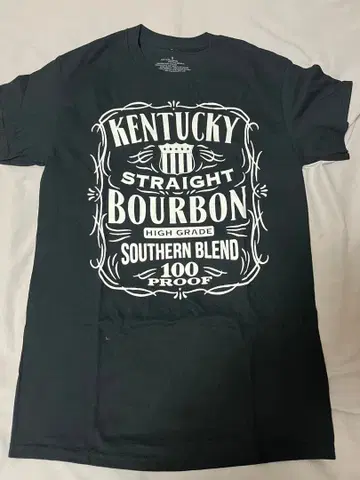 KENTUCKY
STRAIGHT
BOURBON
HIGH GRADE
SOUTHERN BLEND
100
PROOF